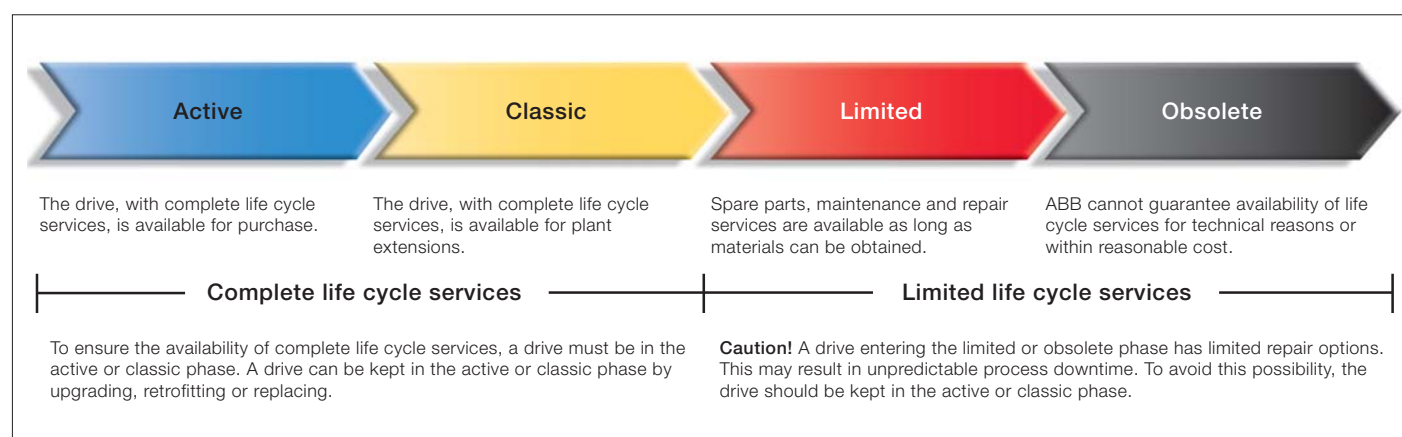 Active
Classic
Limited
Obsolete
The drive, with complete life cycle
services, is available for purchase.
The drive, with complete life cycle
services, is available for plant
extensions.
Spare parts, maintenance and repair
services are available as long as
materials can be obtained.
ABB cannot guarantee availability of life
cycle services for technical reasons or
within reasonable cost.
Complete life cycle services
Limited life cycle services
To ensure the availability of complete life cycle services, a drive must be in the
active or classic phase. A drive can be kept in the active or classic phase by
upgrading, retrofitting or replacing.
Caution! A drive entering the limited or obsolete phase has limited repair options.
This may result in unpredictable process downtime. To avoid this possibility, the
drive should be kept in the active or classic phase.